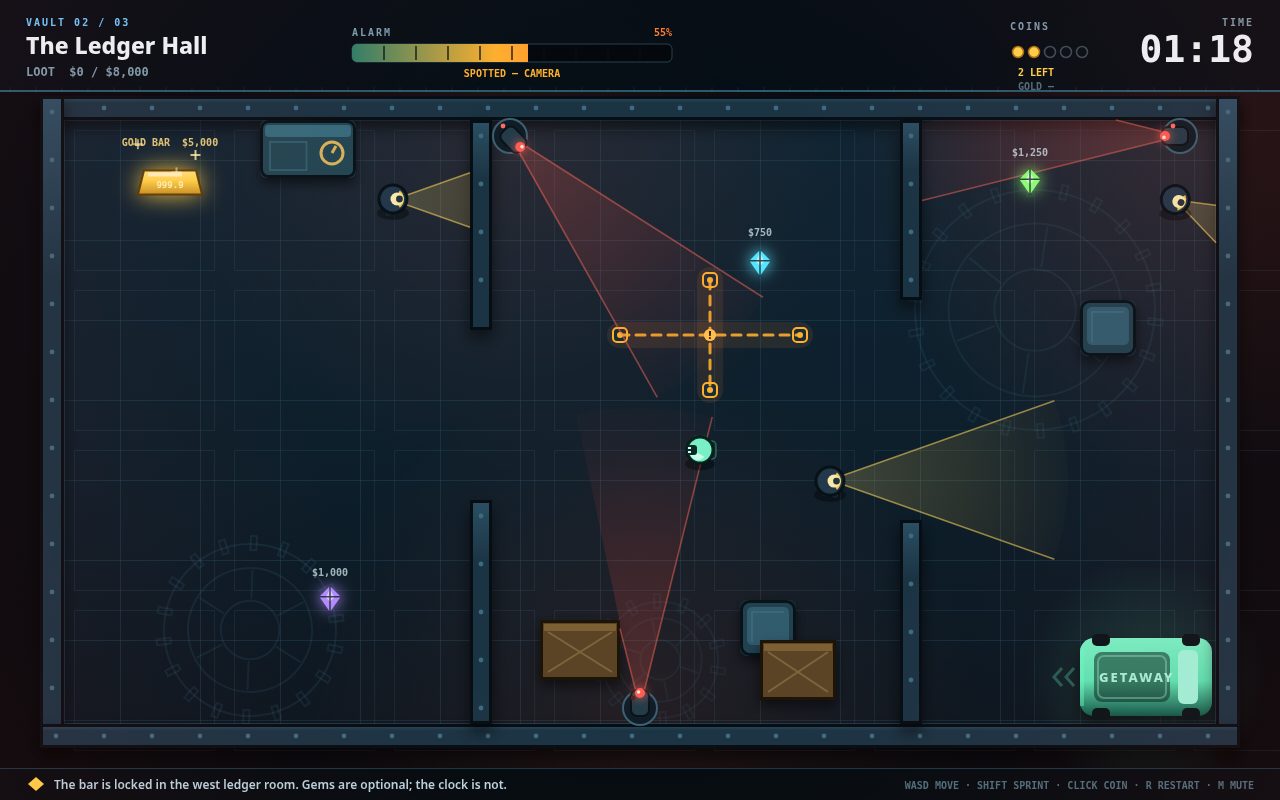 VAULT 02 / 03
The Ledger Hall
LOOT $0 / $8,000
ALARM 55%
SPOTTED — CAMERA
COINS
2 LEFT
GOLD —
TIME
01:18
GOLD BAR $5,000
999.9
$1,250
$750
!
$1,000
GETAWAY
The bar is locked in the west ledger room. Gems are optional; the clock is not.
WASD MOVE · SHIFT SPRINT · CLICK COIN · R RESTART · M MUTE